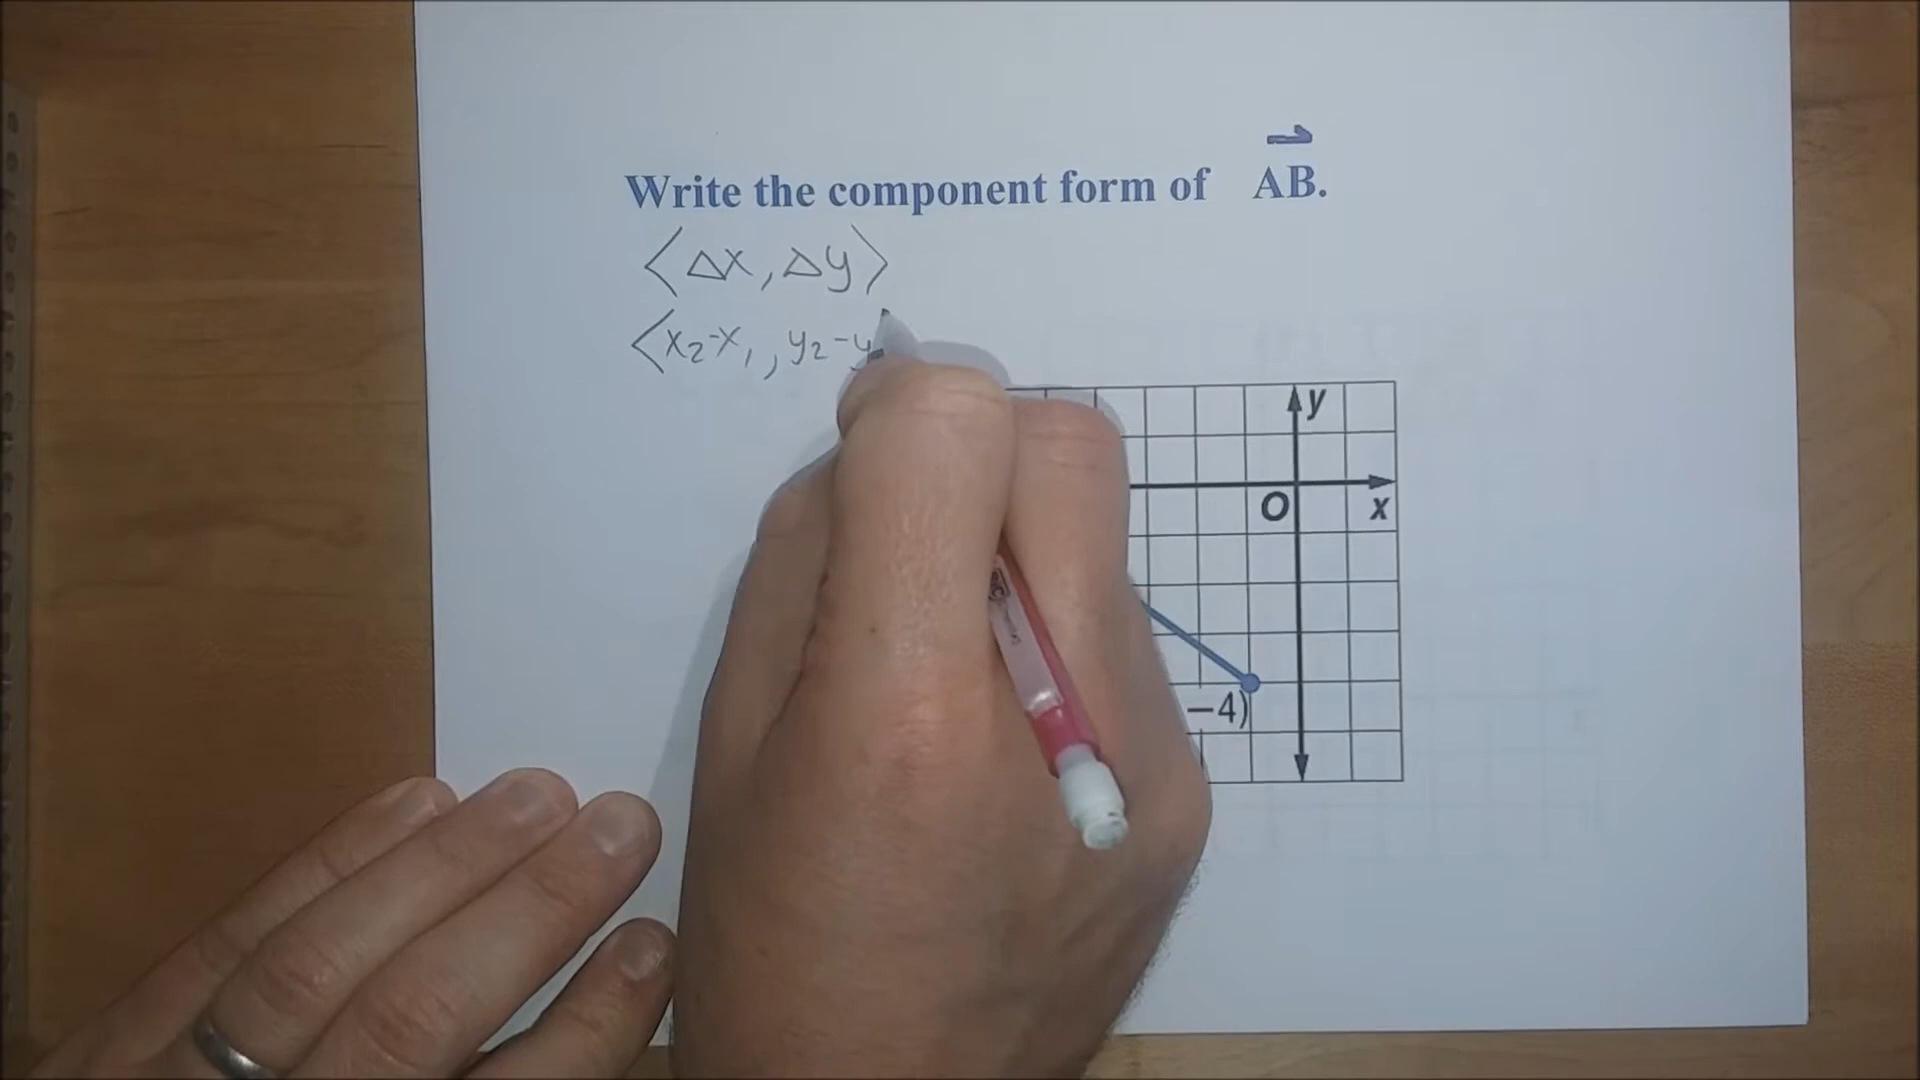 Write the component form of AB.
⟨Δx, Δy⟩
⟨x₂-x₁, y₂-y
y
O
x
-4)